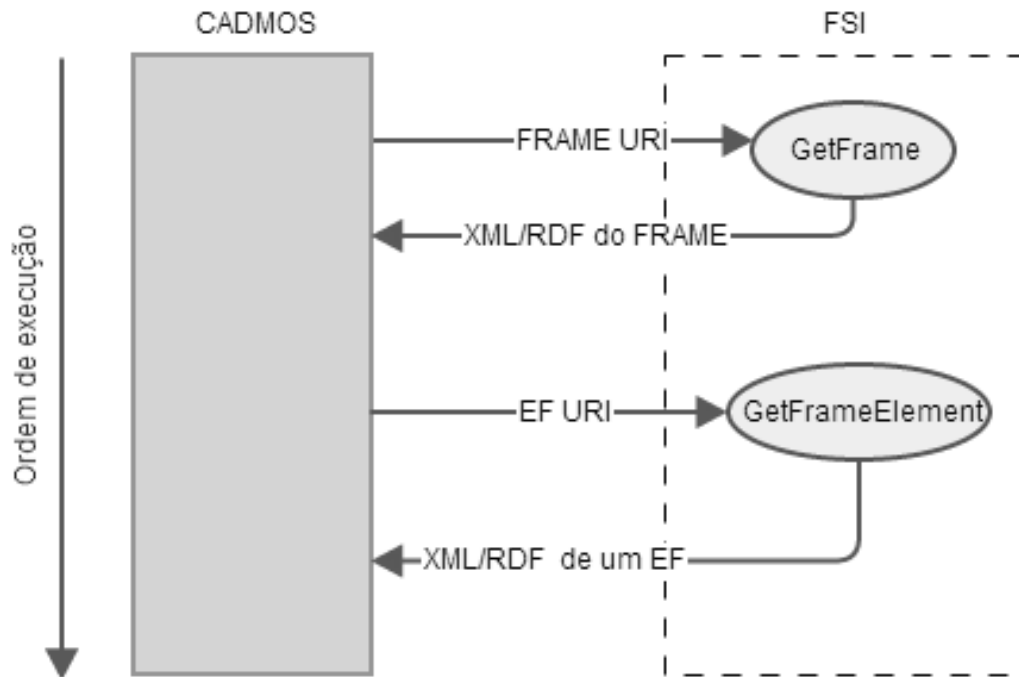 CADMOS
FSI
FRAME URI
GetFrame
XML/RDF do FRAME
Ordem de execução
EF URI
GetFrameElement
XML/RDF de um EF